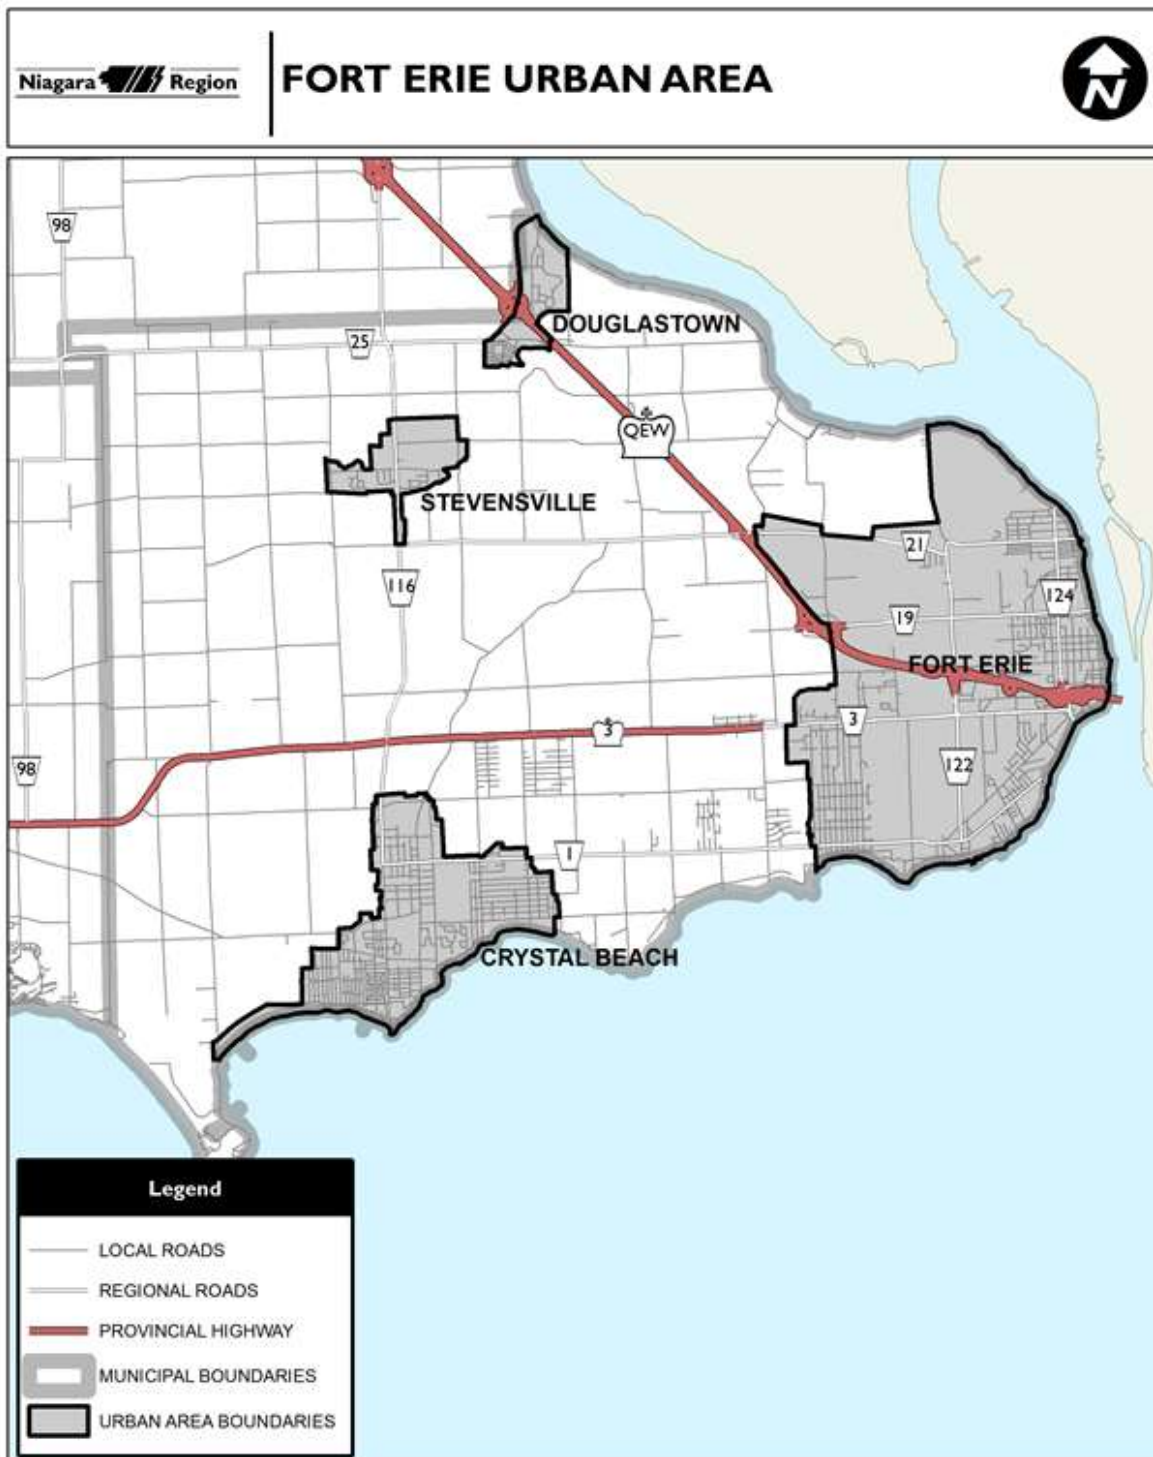 Niagara Region
FORT ERIE URBAN AREA
N
98
DOUGLASTOWN
25
QEW
STEVENSVILLE
21
116
124
19
FORT ERIE
3
3
98
122
1
CRYSTAL BEACH
Legend
LOCAL ROADS
REGIONAL ROADS
PROVINCIAL HIGHWAY
MUNICIPAL BOUNDARIES
URBAN AREA BOUNDARIES